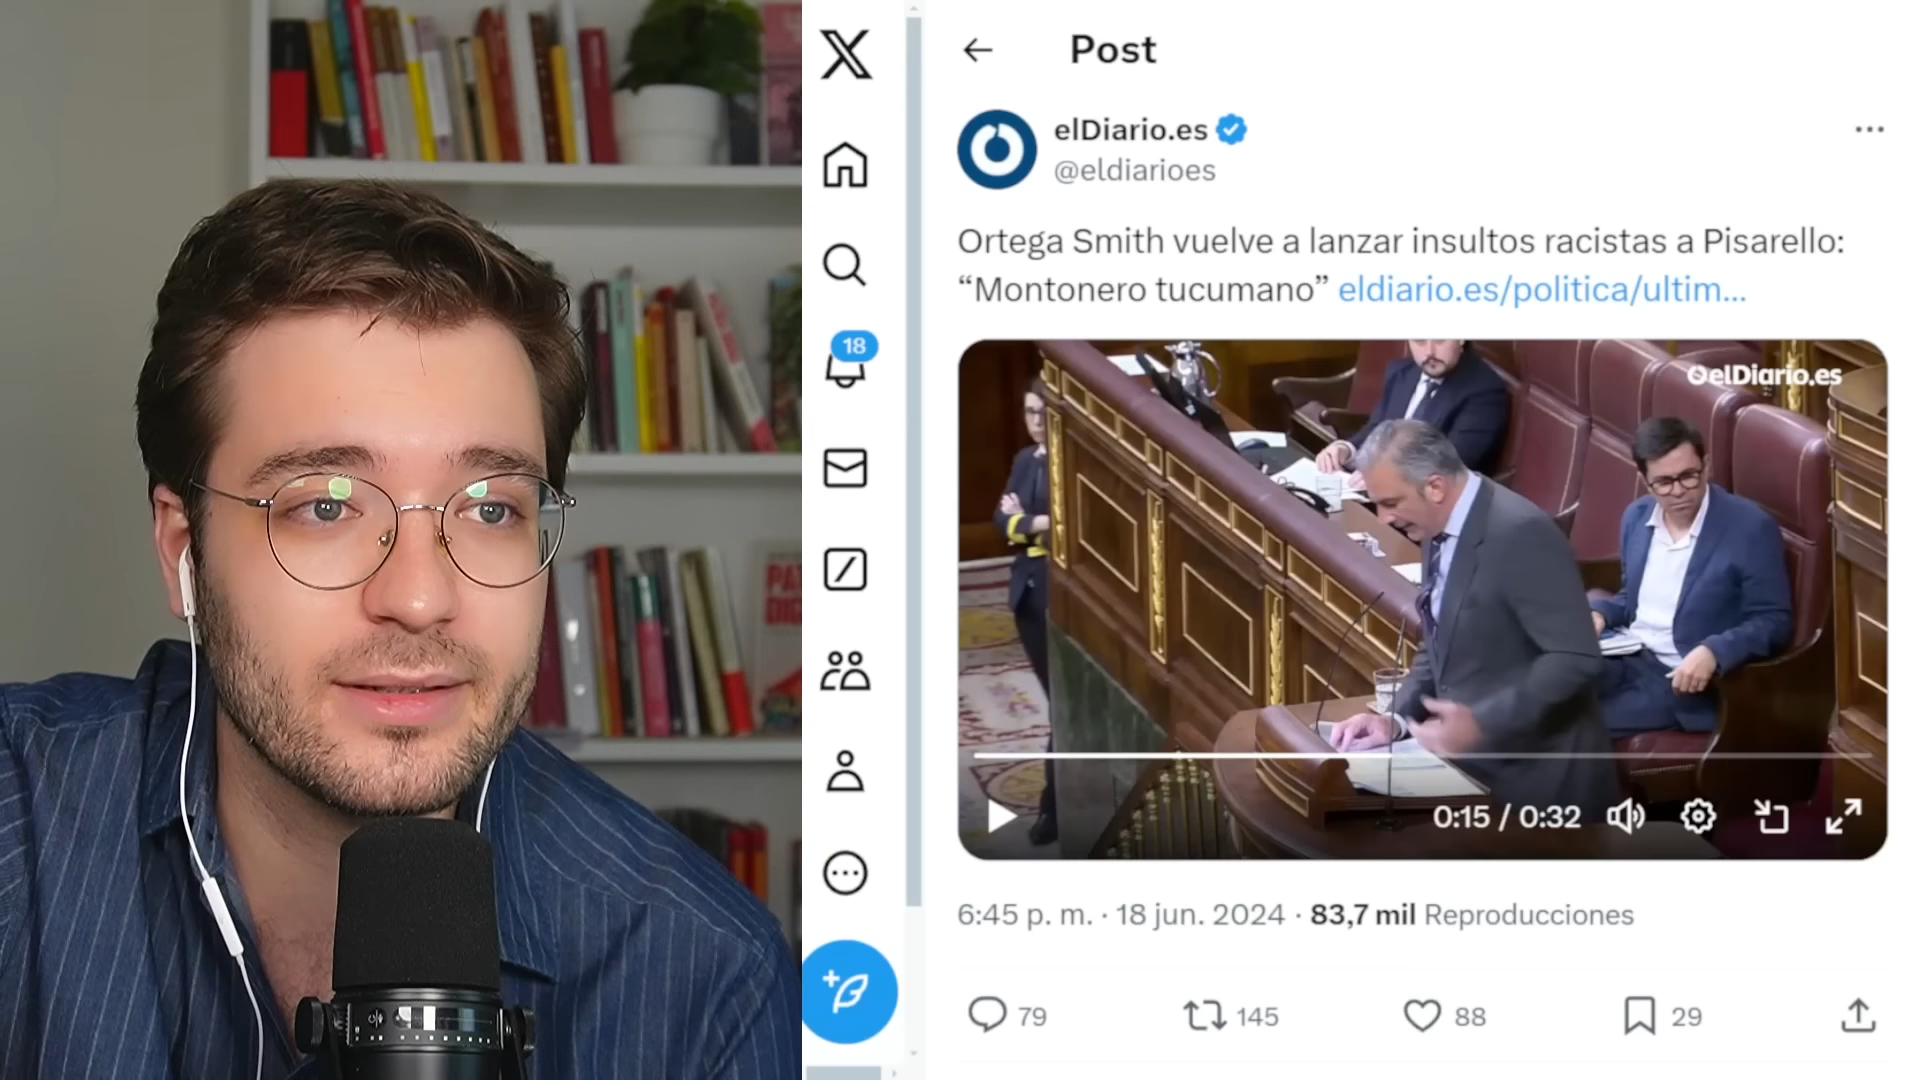 Post
elDiario.es
@eldiarioes
Ortega Smith vuelve a lanzar insultos racistas a Pisarello:
“Montonero tucumano” eldiario.es/politica/ultim...
18
elDiario.es
0:15 / 0:32
6:45 p. m. · 18 jun. 2024 · 83,7 mil Reproducciones
79
145
88
29